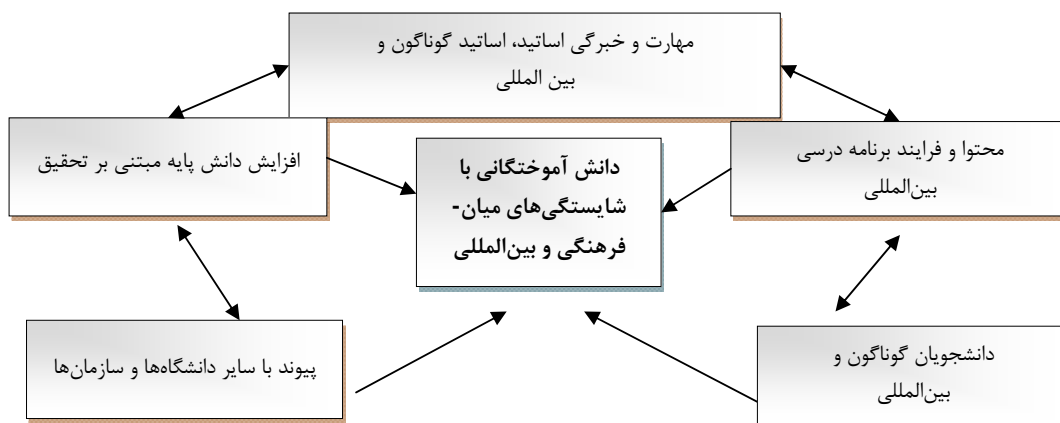 مهارت و خبرگی اساتید، اساتید گوناگون و
بین المللی
محتوا و فرایند برنامه درسی
بین‌المللی
دانش آموختگانی با
شایستگی‌های میان-
فرهنگی و بین‌المللی
افزایش دانش پایه مبتنی بر تحقیق
دانشجویان گوناگون و
بین‌المللی
پیوند با سایر دانشگاه‌ها و سازمان‌ها